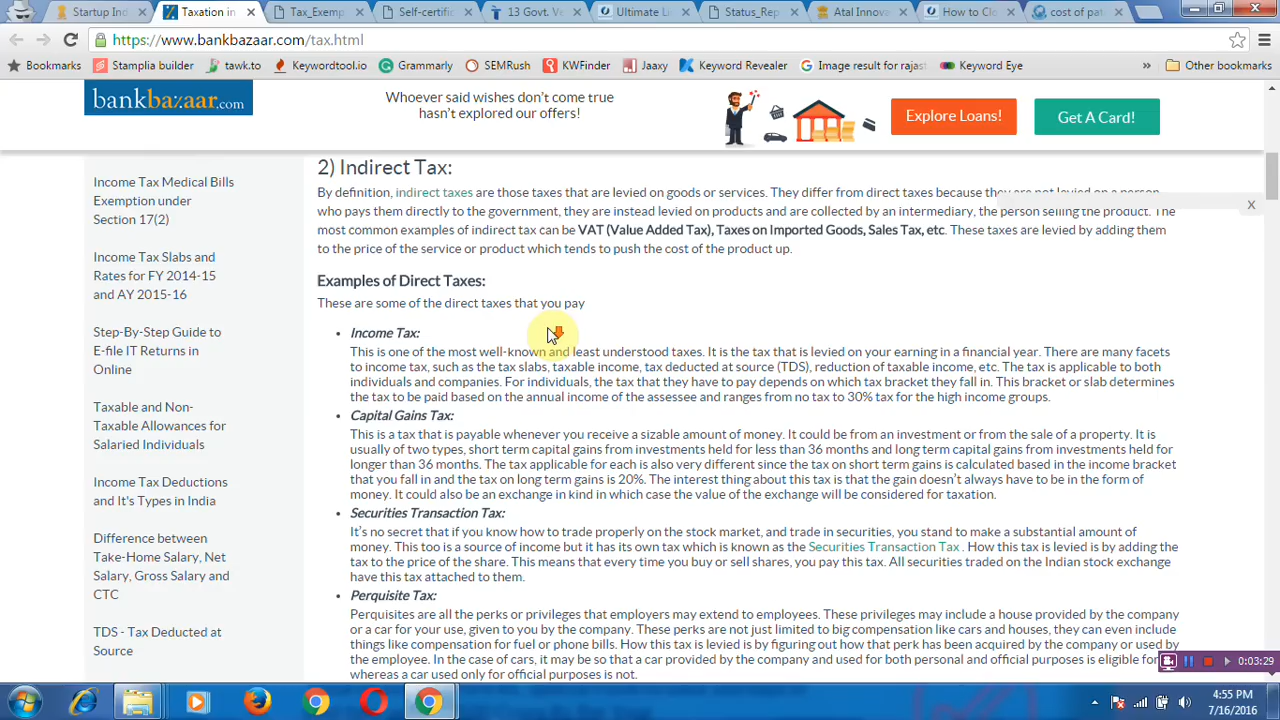 Startup Ind
Taxation in
Tax_Exemp
Self-certific
13 Govt. Ve
Ultimate Li
Status_Rep
Atal Innova
How to Clo
cost of pat
https://www.bankbazaar.com/tax.html
Bookmarks
Stamplia builder
tawk.to
Keywordtool.io
Grammarly
SEMRush
KWFinder
Jaaxy
Keyword Revealer
Image result for rajast
Keyword Eye
»
Other bookmarks
bankbazaar.com
Whoever said wishes don't come true
hasn't explored our offers!
Explore Loans!
Get A Card!
Income Tax Medical Bills
Exemption under
Section 17(2)
Income Tax Slabs and
Rates for FY 2014-15
and AY 2015-16
Step-By-Step Guide to
E-file IT Returns in
Online
Taxable and Non-
Taxable Allowances for
Salaried Individuals
Income Tax Deductions
and It's Types in India
Difference between
Take-Home Salary, Net
Salary, Gross Salary and
CTC
TDS - Tax Deducted at
Source
2) Indirect Tax:
By definition, indirect taxes are those taxes that are levied on goods or services. They differ from direct taxes because they are not levied on a person
who pays them directly to the government, they are instead levied on products and are collected by an intermediary, the person selling the product. The
most common examples of indirect tax can be VAT (Value Added Tax), Taxes on Imported Goods, Sales Tax, etc. These taxes are levied by adding them
to the price of the service or product which tends to push the cost of the product up.
Examples of Direct Taxes:
These are some of the direct taxes that you pay
• Income Tax:
This is one of the most well-known and least understood taxes. It is the tax that is levied on your earning in a financial year. There are many facets
to income tax, such as the tax slabs, taxable income, tax deducted at source (TDS), reduction of taxable income, etc. The tax is applicable to both
individuals and companies. For individuals, the tax that they have to pay depends on which tax bracket they fall in. This bracket or slab determines
the tax to be paid based on the annual income of the assessee and ranges from no tax to 30% tax for the high income groups.
• Capital Gains Tax:
This is a tax that is payable whenever you receive a sizable amount of money. It could be from an investment or from the sale of a property. It is
usually of two types, short term capital gains from investments held for less than 36 months and long term capital gains from investments held for
longer than 36 months. The tax applicable for each is also very different since the tax on short term gains is calculated based in the income bracket
that you fall in and the tax on long term gains is 20%. The interesting thing about this tax is that the gain doesn't always have to be in the form of
money. It could also be an exchange in kind in which case the value of the exchange will be considered for taxation.
• Securities Transaction Tax:
It's no secret that if you know how to trade properly on the stock market, and trade in securities, you stand to make a substantial amount of
money. This too is a source of income but it has its own tax which is known as the Securities Transaction Tax . How this tax is levied is by adding the
tax to the price of the share. This means that every time you buy or sell shares, you pay this tax. All securities traded on the Indian stock exchange
have this tax attached to them.
• Perquisite Tax:
Perquisites are all the perks or privileges that employers may extend to employees. These privileges may include a house provided by the company
or a car for your use, given to you by the company. These perks are not just limited to big compensation like cars and houses, they can even include
things like compensation for fuel or phone bills. How this tax is levied is by figuring out how that perk has been acquired by the company or used by
the employee. In the case of cars, it may be so that a car provided by the company and used for both personal and official purposes is eligible for
whereas a car used only for official purposes is not.
0:03:29
4:55 PM
7/16/2016